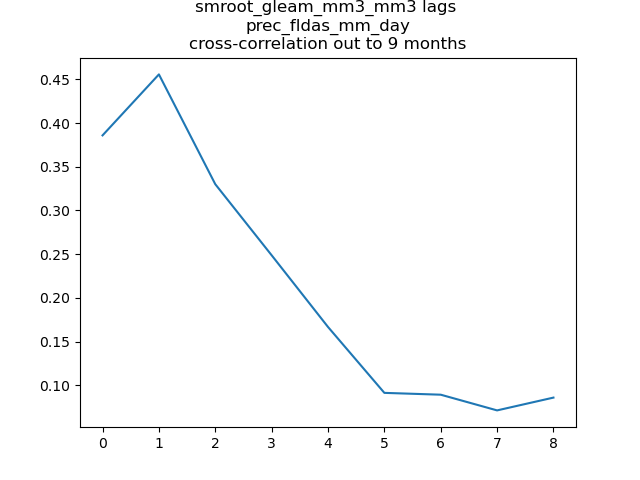 smroot_gleam_mm3_mm3 lags
prec_fldas_mm_day
cross-correlation out to 9 months
0.45
0.40
0.35
0.30
0.25
0.20
0.15
0.10
0 1 2 3 4 5 6 7 8